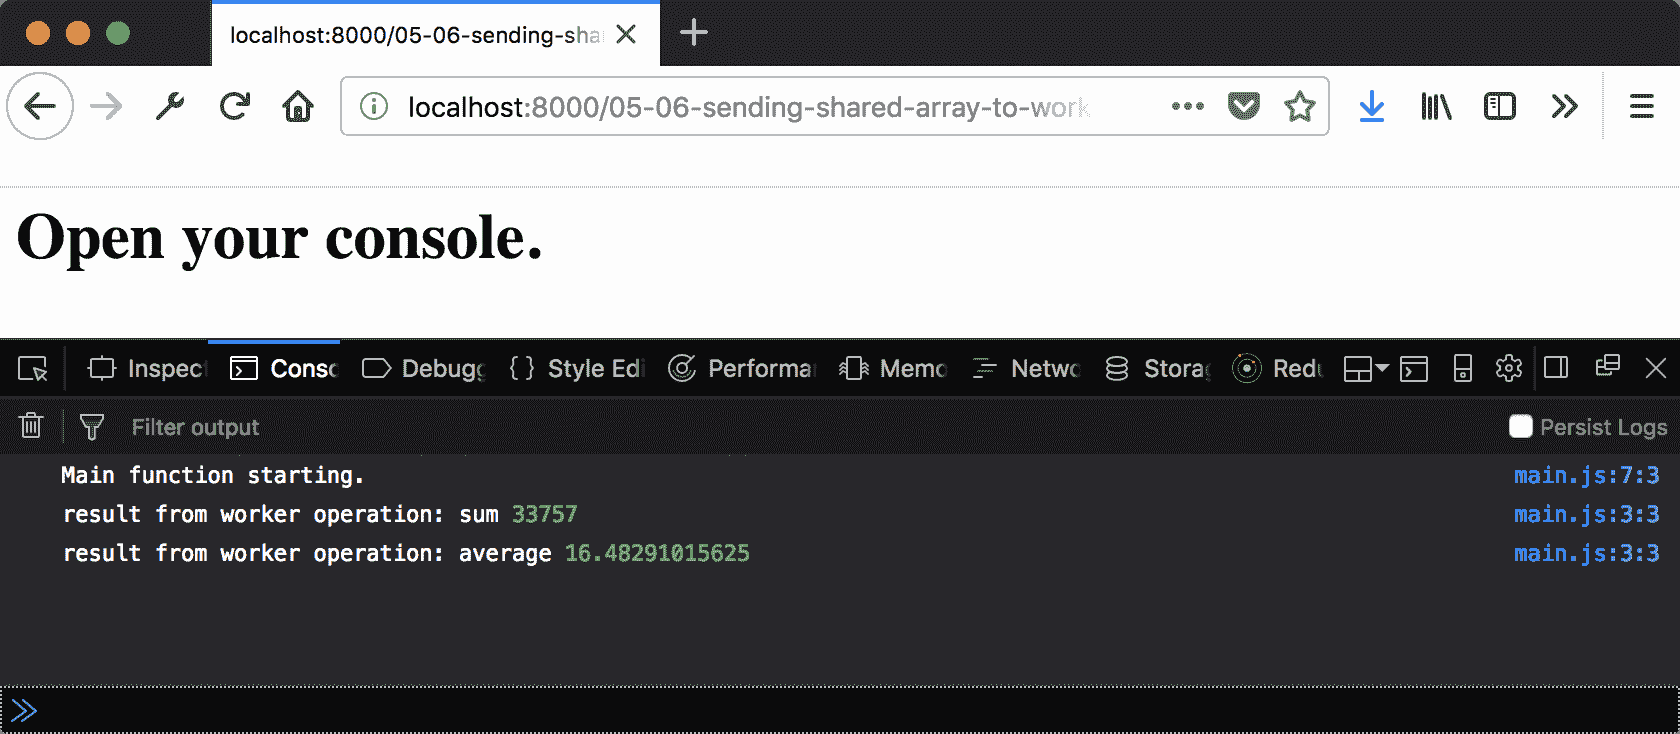 localhost:8000/05-06-sending-sha
localhost:8000/05-06-sending-shared-array-to-work
Open your console.
Inspec Conso Debugg Style Edi Performa Memo Netwo Storag Redu
Filter output Persist Logs
Main function starting. main.js:7:3
result from worker operation: sum 33757 main.js:3:3
result from worker operation: average 16.48291015625 main.js:3:3